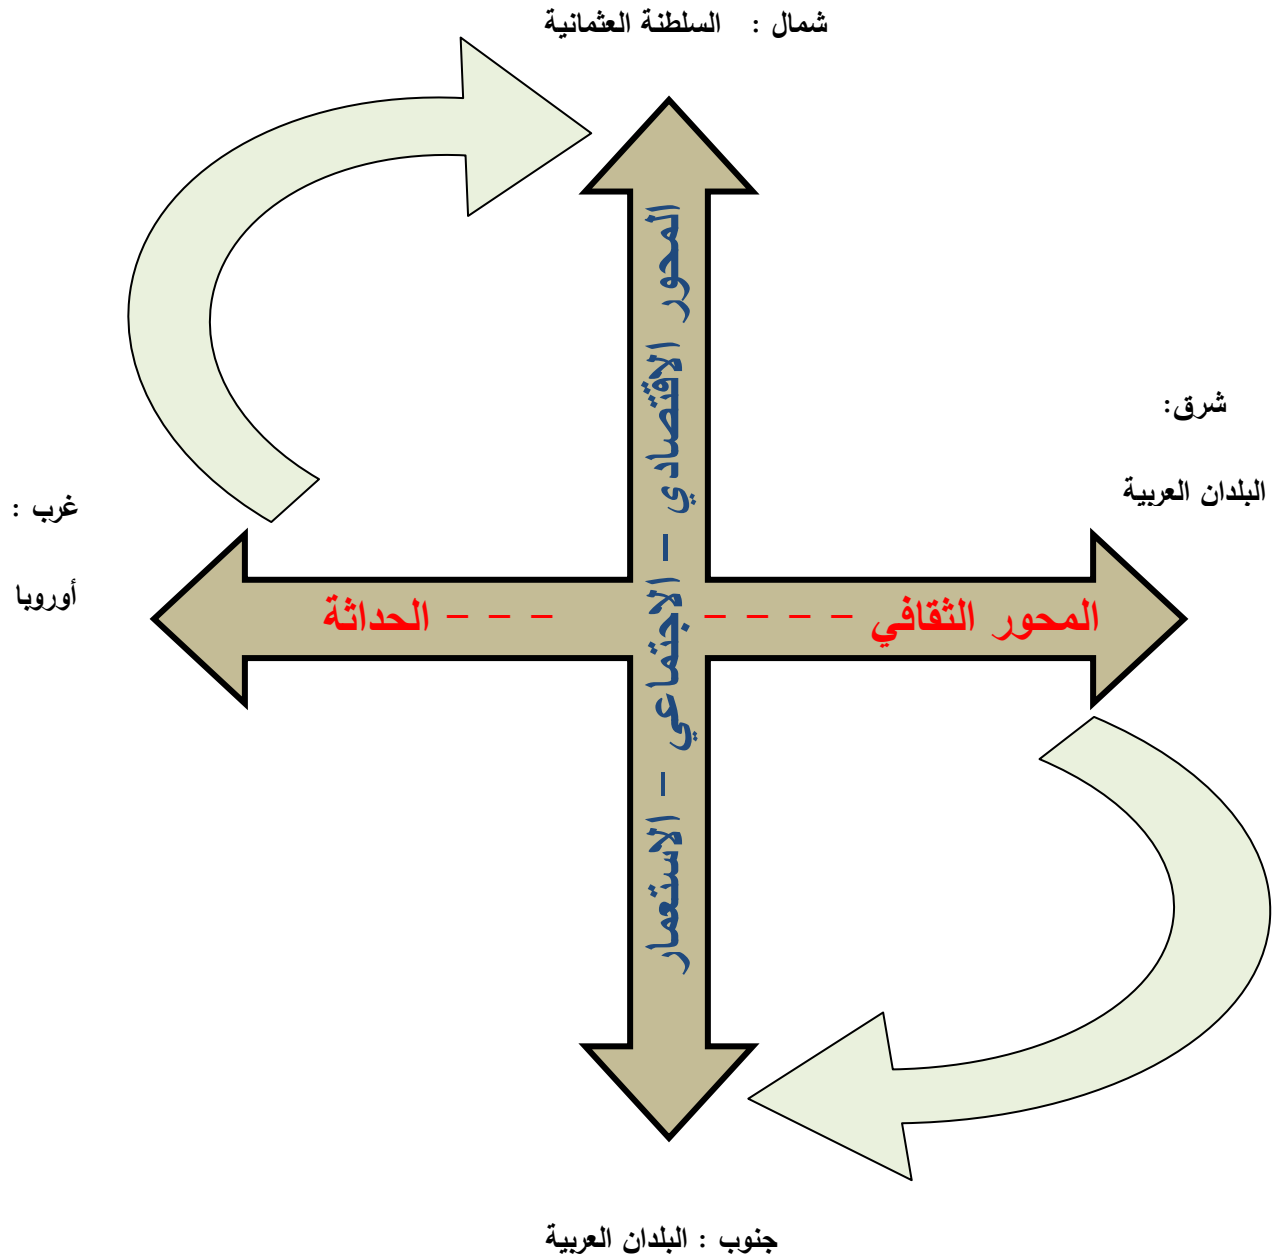 شمال : السلطنة العثمانية
المحور الاقتصادي – الاجتماعي – الاستعمار
شرق:
البلدان العربية
غرب :
أوروبا
المحور الثقافي – – – – – – – الحداثة
جنوب : البلدان العربية